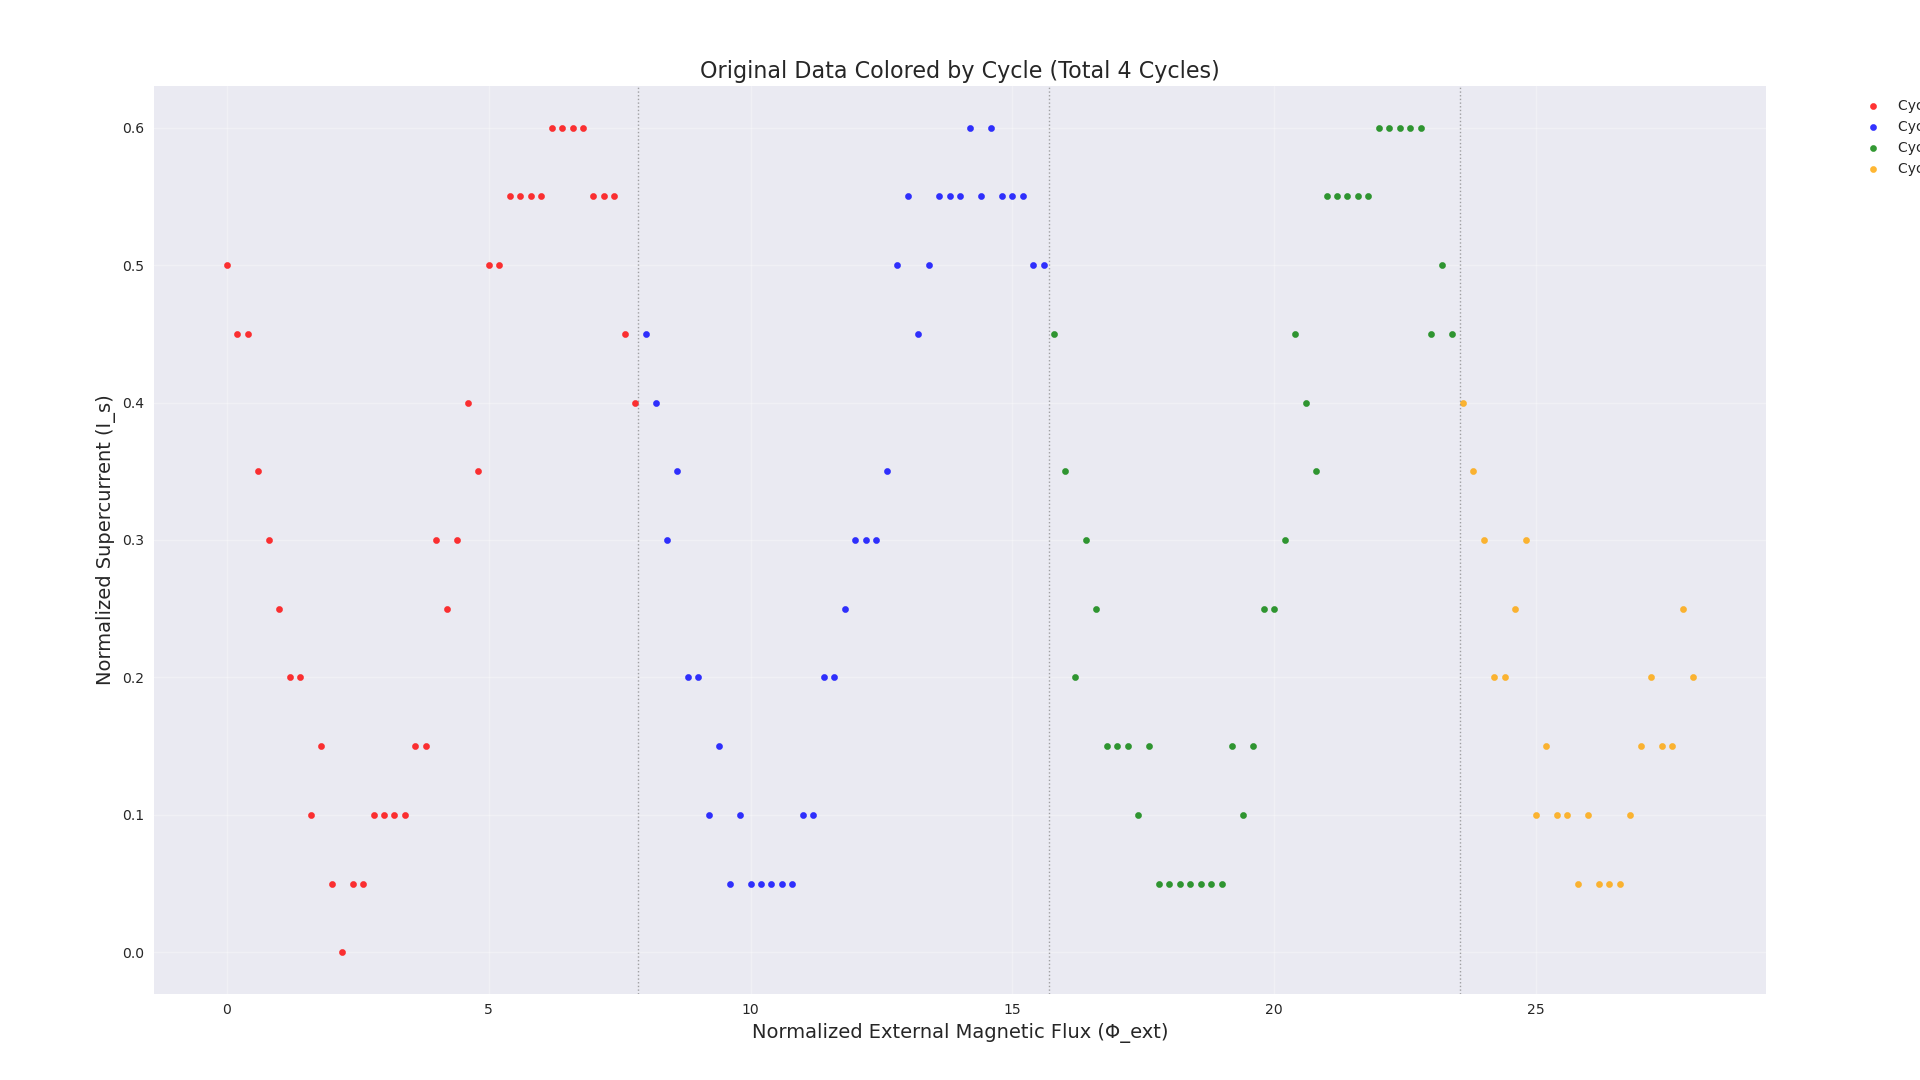 Original Data Colored by Cycle (Total 4 Cycles)
Cyc
Cyc
Cyc
Cyc
Normalized Supercurrent (I_s)
0.6
0.5
0.4
0.3
0.2
0.1
0.0
0 5 10 15 20 25
Normalized External Magnetic Flux (Φ_ext)